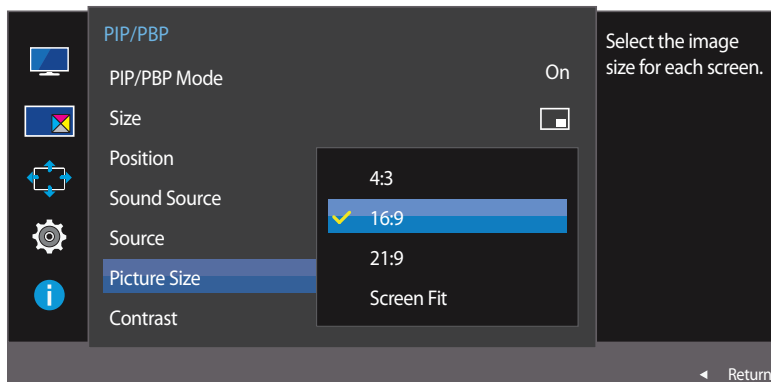 PIP/PBP
PIP/PBP Mode
On
Size
Position
Sound Source
Source
Picture Size
Contrast
4:3
16:9
21:9
Screen Fit
Select the image
size for each screen.
Return